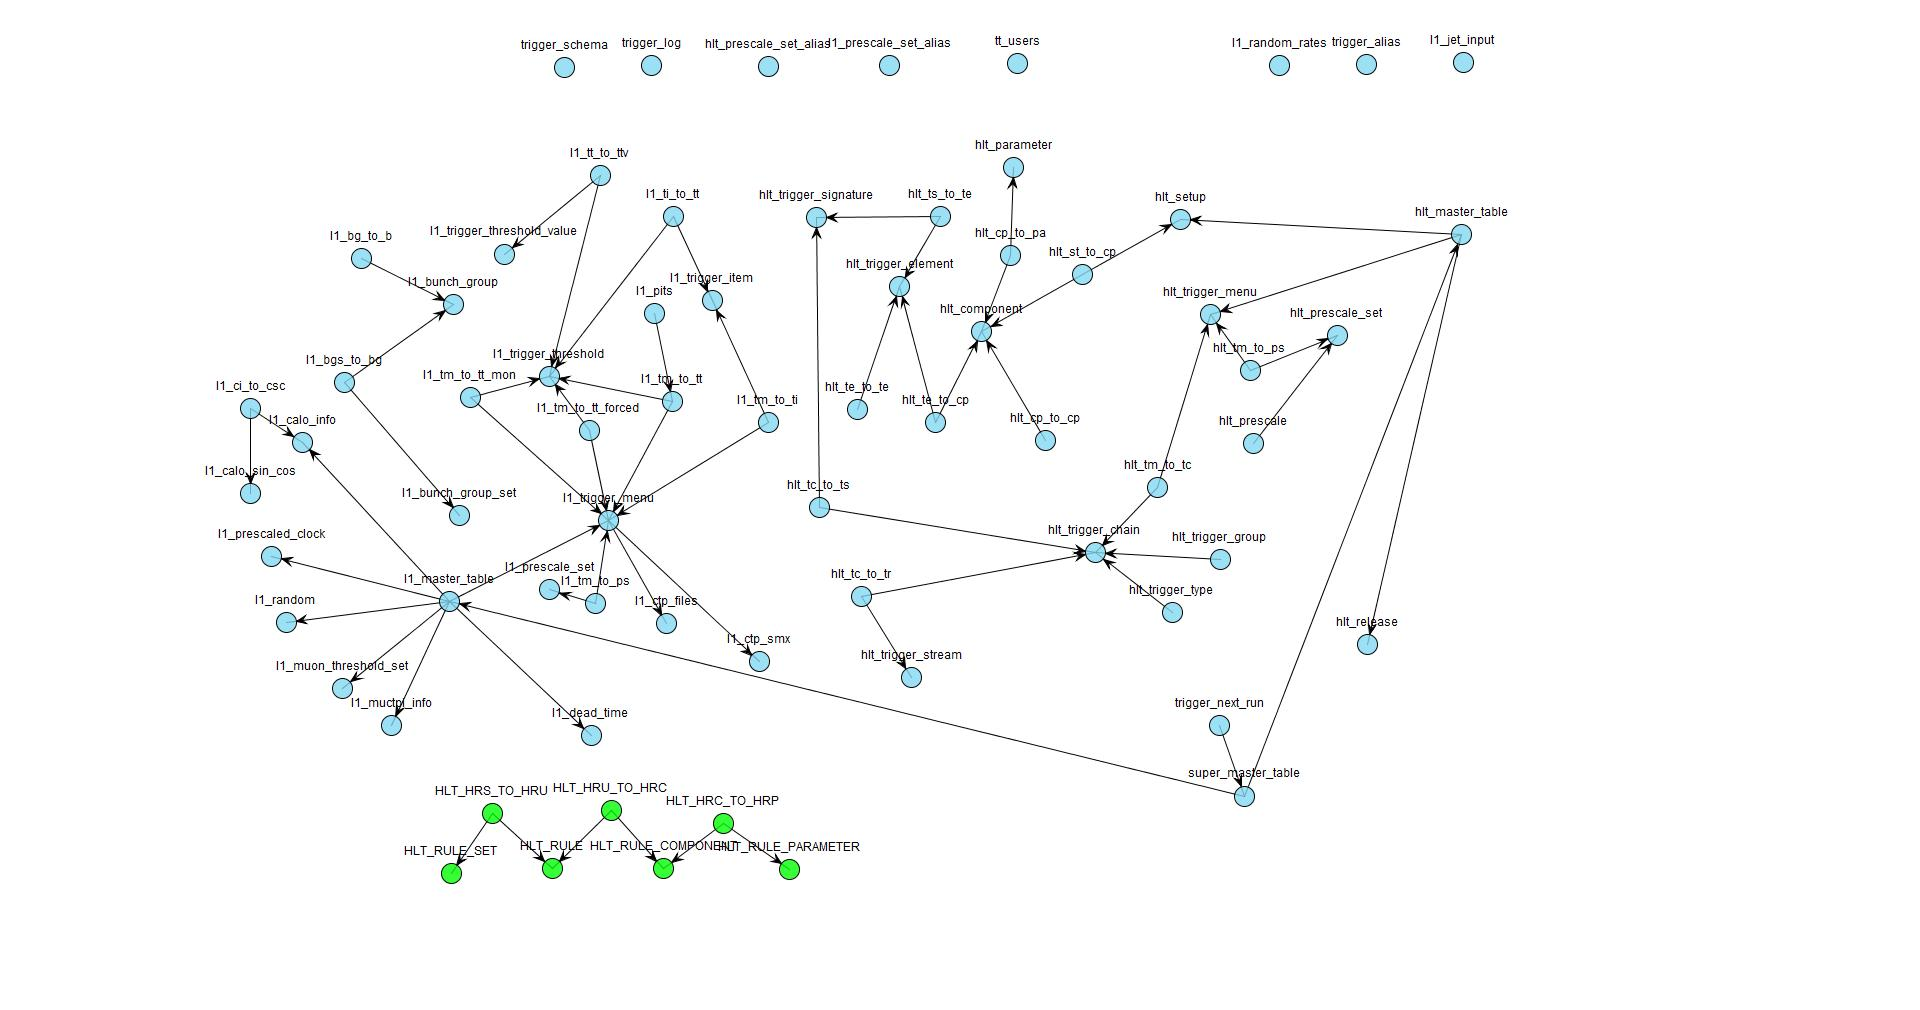 trigger_schema
trigger_log
hlt_prescale_set_alias
l1_prescale_set_alias
tt_users
l1_random_rates
trigger_alias
l1_jet_input
l1_tt_to_ttv
hlt_parameter
l1_ti_to_tt
hlt_trigger_signature
hlt_ts_to_te
hlt_setup
hlt_master_table
l1_bg_to_b
l1_trigger_threshold_value
hlt_cp_to_pa
hlt_st_to_cp
hlt_trigger_element
l1_bunch_group
l1_trigger_item
l1_pits
hlt_trigger_menu
hlt_component
hlt_prescale_set
l1_bgs_to_bg
l1_trigger_threshold
hlt_tm_to_ps
l1_ci_to_csc
l1_tm_to_tt_mon
l1_tm_to_tt
hlt_te_to_te
l1_tm_to_tt_forced
l1_tm_to_ti
hlt_te_to_cp
l1_calo_info
hlt_cp_to_cp
hlt_prescale
l1_calo_sin_cos
hlt_tm_to_tc
l1_bunch_group_set
l1_trigger_menu
hlt_tc_to_ts
l1_prescaled_clock
hlt_trigger_chain
hlt_trigger_group
l1_master_table
l1_prescale_set
l1_tm_to_ps
hlt_tc_to_tr
hlt_trigger_type
l1_random
l1_ctp_files
hlt_release
l1_ctp_smx
l1_muon_threshold_set
hlt_trigger_stream
l1_muctpi_info
l1_dead_time
trigger_next_run
super_master_table
HLT_HRS_TO_HRU
HLT_HRU_TO_HRC
HLT_HRC_TO_HRP
HLT_RULE_SET
HLT_RULE
HLT_RULE_COMPONENT
HLT_RULE_PARAMETER